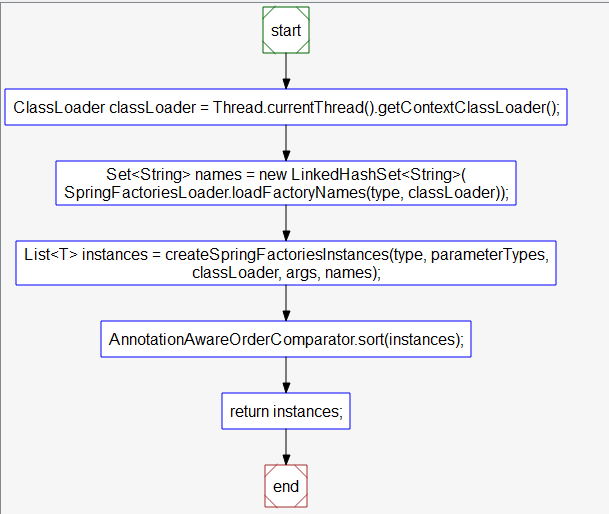 start
ClassLoader classLoader = Thread.currentThread().getContextClassLoader();
Set<String> names = new LinkedHashSet<String>(
SpringFactoriesLoader.loadFactoryNames(type, classLoader));
List<T> instances = createSpringFactoriesInstances(type, parameterTypes,
classLoader, args, names);
AnnotationAwareOrderComparator.sort(instances);
return instances;
end